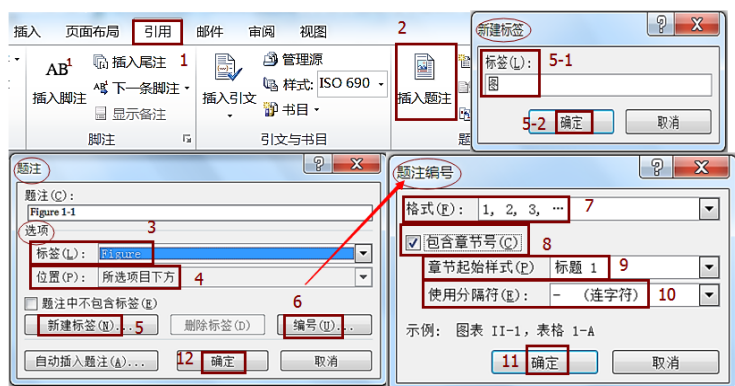 插入 页面布局 引用 邮件 审阅 视图
1
2
AB¹
插入脚注
插入尾注
下一条脚注
显示备注
脚注
插入引文
管理源
样式: ISO 690
书目
引文与书目
插入题注
题
新建标签
标签(L): 5-1
图
5-2 确定 取消
题注
题注(C):
Figure 1-1
选项 3
标签(L): Figure
位置(P): 所选项目下方 4
题注中不包含标签(E) 6
新建标签(N)... 5 删除标签(D) 编号(U)...
自动插入题注(A)... 12 确定 取消
题注编号
格式(F): 1, 2, 3, … 7
包含章节号(C) 8
章节起始样式(P) 标题 1 9
使用分隔符(E): - (连字符) 10
示例: 图表 II-1, 表格 1-A
11 确定 取消